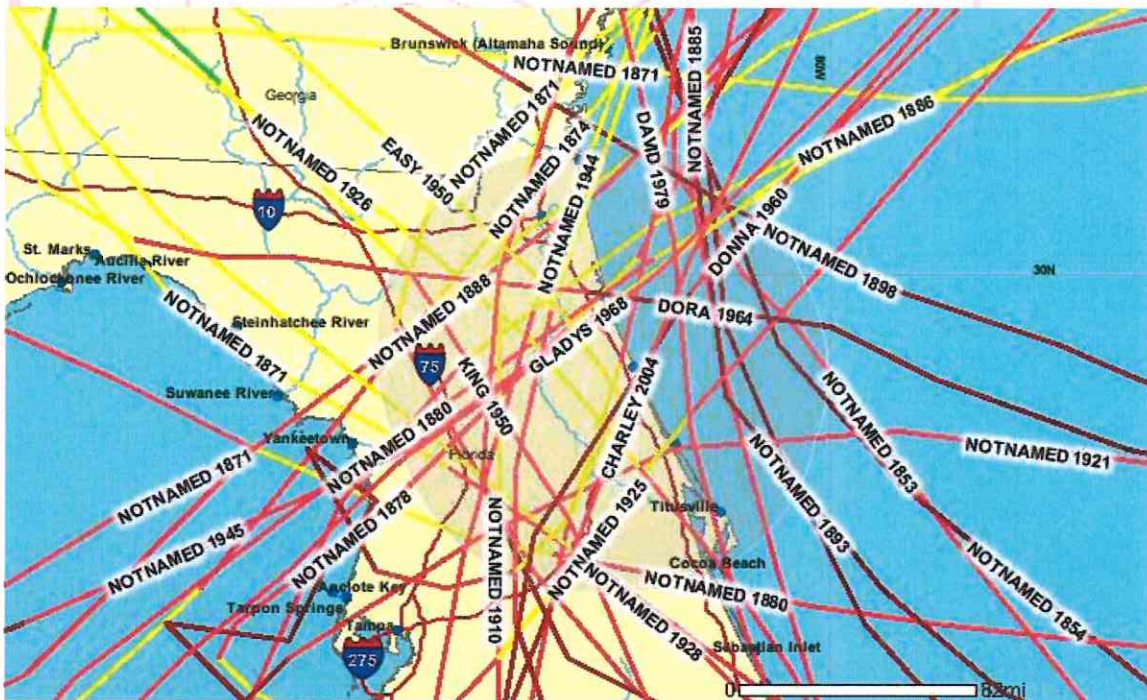 Brunswick (Altamaha Sound)
NOTNAMED 1871
NOTNAMED 1885
80W
Georgia
NOTNAMED 1871
NOTNAMED 1886
NOTNAMED 1926
EASY 1950
NOTNAMED 1874
NOTNAMED 1944
DAVID 1979
10
DONNA 1960
St. Marks
Aucilla River
Ochlockonee River
NOTNAMED 1898
30N
NOTNAMED 1888
DORA 1964
Steinhatchee River
NOTNAMED 1871
GLADYS 1968
75
KING 1950
Suwanee River
NOTNAMED 1880
CHARLEY 2004
NOTNAMED 1853
Yankeetown
Florida
NOTNAMED 1921
NOTNAMED 1871
NOTNAMED 1878
NOTNAMED 1925
Titusville
NOTNAMED 1893
NOTNAMED 1945
NOTNAMED 1910
Cocoa Beach
Anclote Key
NOTNAMED 1880
NOTNAMED 1854
Tarpon Springs
Tampa
NOTNAMED 1928
Sebastian Inlet
275
0 82mi